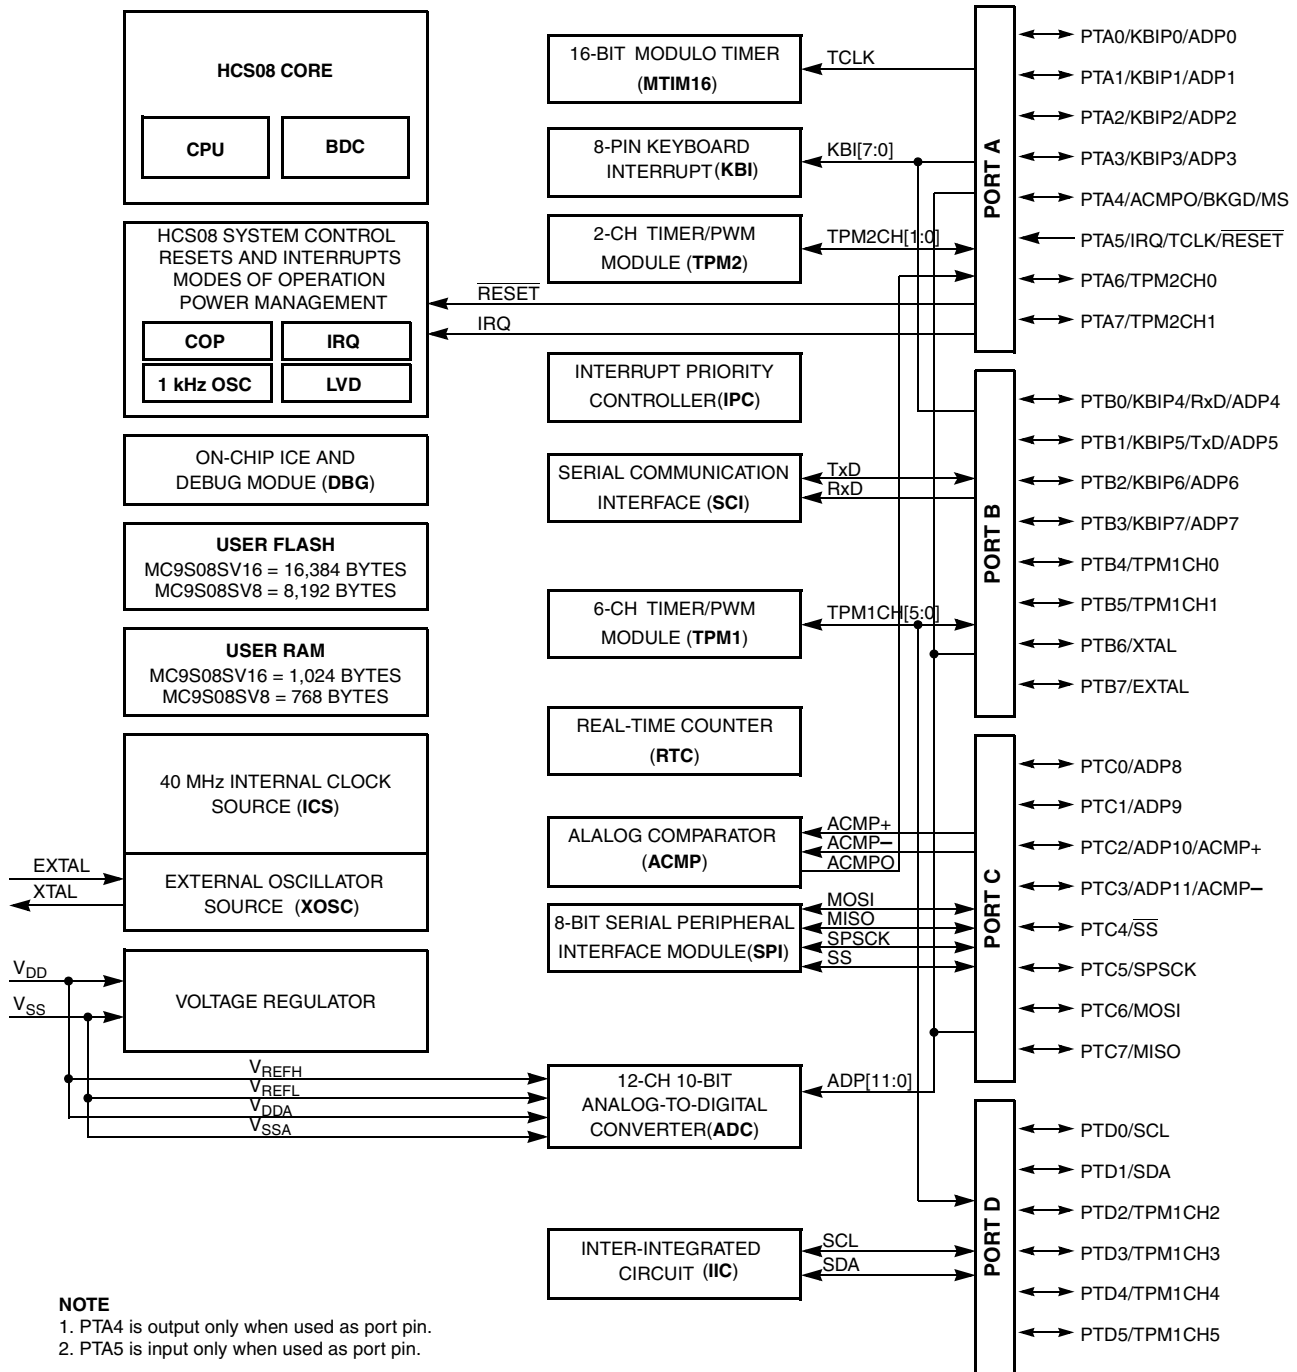 HCS08 CORE
CPU
BDC
HCS08 SYSTEM CONTROL
RESETS AND INTERRUPTS
MODES OF OPERATION
POWER MANAGEMENT
COP
IRQ
1 kHz OSC
LVD
ON-CHIP ICE AND
DEBUG MODUE (DBG)
USER FLASH
MC9S08SV16 = 16,384 BYTES
MC9S08SV8 = 8,192 BYTES
USER RAM
MC9S08SV16 = 1,024 BYTES
MC9S08SV8 = 768 BYTES
40 MHz INTERNAL CLOCK
SOURCE (ICS)
EXTAL
XTAL
EXTERNAL OSCILLATOR
SOURCE (XOSC)
VDD
VSS
VOLTAGE REGULATOR
VREFH
VREFL
VDDA
VSSA
16-BIT MODULO TIMER
(MTIM16)
TCLK
8-PIN KEYBOARD
INTERRUPT(KBI)
KBI[7:0]
2-CH TIMER/PWM
MODULE (TPM2)
TPM2CH[1:0]
RESET
IRQ
INTERRUPT PRIORITY
CONTROLLER(IPC)
SERIAL COMMUNICATION
INTERFACE (SCI)
TxD
RxD
6-CH TIMER/PWM
MODULE (TPM1)
TPM1CH[5:0]
REAL-TIME COUNTER
(RTC)
ALALOG COMPARATOR
(ACMP)
ACMP+
ACMP–
ACMPO
8-BIT SERIAL PERIPHERAL
INTERFACE MODULE(SPI)
MOSI
MISO
SPSCK
SS
12-CH 10-BIT
ANALOG-TO-DIGITAL
CONVERTER(ADC)
ADP[11:0]
INTER-INTEGRATED
CIRCUIT (IIC)
SCL
SDA
PORT A
PTA0/KBIP0/ADP0
PTA1/KBIP1/ADP1
PTA2/KBIP2/ADP2
PTA3/KBIP3/ADP3
PTA4/ACMPO/BKGD/MS
PTA5/IRQ/TCLK/RESET
PTA6/TPM2CH0
PTA7/TPM2CH1
PORT B
PTB0/KBIP4/RxD/ADP4
PTB1/KBIP5/TxD/ADP5
PTB2/KBIP6/ADP6
PTB3/KBIP7/ADP7
PTB4/TPM1CH0
PTB5/TPM1CH1
PTB6/XTAL
PTB7/EXTAL
PORT C
PTC0/ADP8
PTC1/ADP9
PTC2/ADP10/ACMP+
PTC3/ADP11/ACMP–
PTC4/SS
PTC5/SPSCK
PTC6/MOSI
PTC7/MISO
PORT D
PTD0/SCL
PTD1/SDA
PTD2/TPM1CH2
PTD3/TPM1CH3
PTD4/TPM1CH4
PTD5/TPM1CH5
NOTE
1. PTA4 is output only when used as port pin.
2. PTA5 is input only when used as port pin.